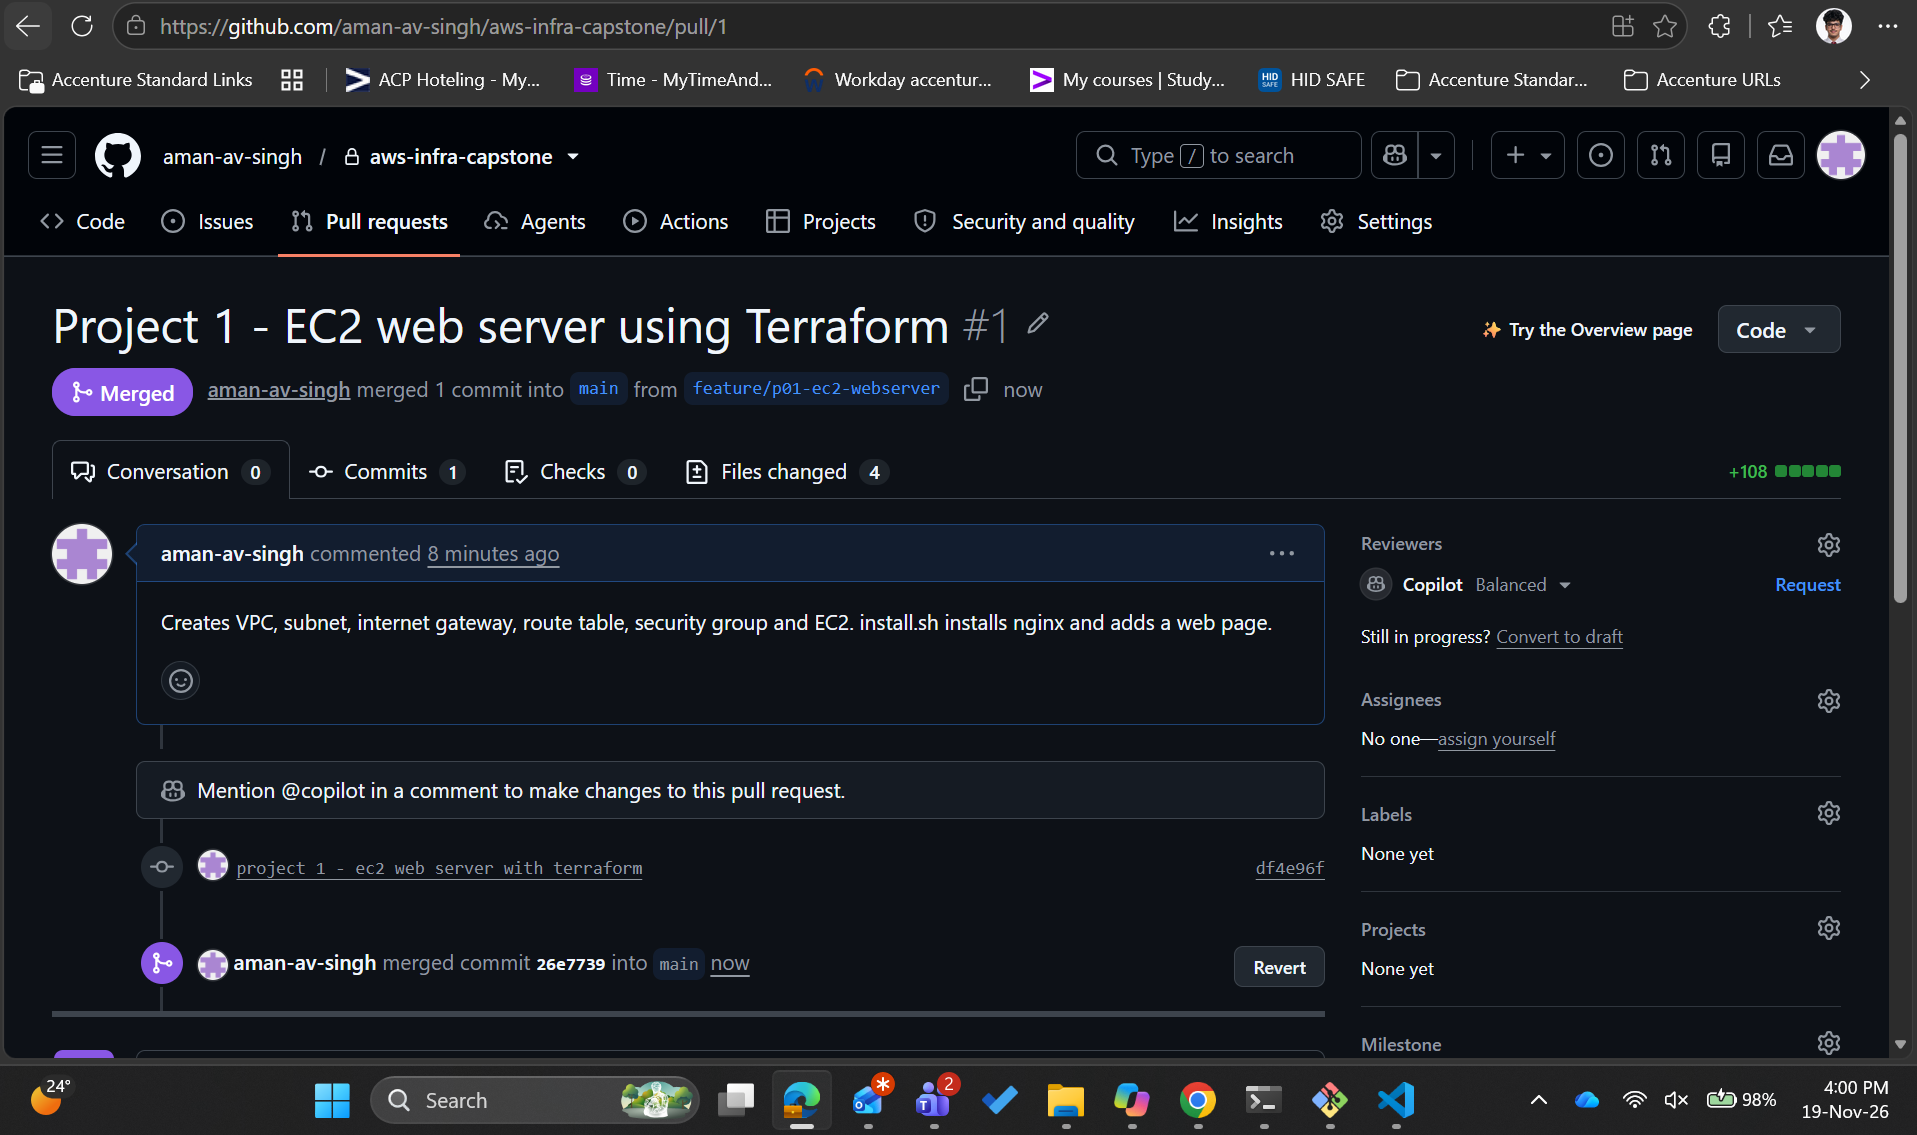 https://github.com/aman-av-singh/aws-infra-capstone/pull/1
Accenture Standard Links
ACP Hoteling - My...
Time - MyTimeAnd...
Workday accentur...
My courses | Study...
HID SAFE
HID SAFE
Accenture Standar...
Accenture URLs
aman-av-singh / aws-infra-capstone
Type / to search
Code
Issues
Pull requests
Agents
Actions
Projects
Security and quality
Insights
Settings
Project 1 - EC2 web server using Terraform #1
Try the Overview page
Code
Merged
aman-av-singh merged 1 commit into main from feature/p01-ec2-webserver now
Conversation 0
Commits 1
Checks 0
Files changed 4
+108
aman-av-singh commented 8 minutes ago
Creates VPC, subnet, internet gateway, route table, security group and EC2. install.sh installs nginx and adds a web page.
Mention @copilot in a comment to make changes to this pull request.
project 1 - ec2 web server with terraform
df4e96f
aman-av-singh merged commit 26e7739 into main now
Revert
Reviewers
Copilot Balanced
Request
Still in progress? Convert to draft
Assignees
No one—assign yourself
Labels
None yet
Projects
None yet
Milestone
24°
Search
2
98%
4:00 PM
19-Nov-26